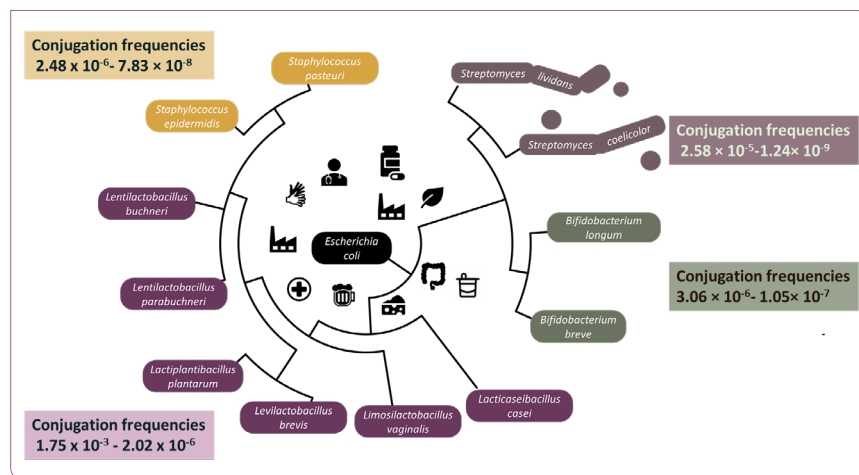 Conjugation frequencies
2.48 x 10⁻⁶- 7.83 × 10⁻⁸
Staphylococcus
pasteuri
Staphylococcus
epidermidis
Streptomyces
lividans
Streptomyces
coelicolor
Conjugation frequencies
2.58 × 10⁻⁵-1.24× 10⁻⁹
Lentilactobacillus
buchneri
Escherichia
coli
Bifidobacterium
longum
Lentilactobacillus
parabuchneri
Conjugation frequencies
3.06 × 10⁻⁶- 1.05× 10⁻⁷
Bifidobacterium
breve
-
Lactiplantibacillus
plantarum
Levilactobacillus
brevis
Limosilactobacillus
vaginalis
Lacticaseibacillus
casei
Conjugation frequencies
1.75 x 10⁻³ - 2.02 x 10⁻⁶